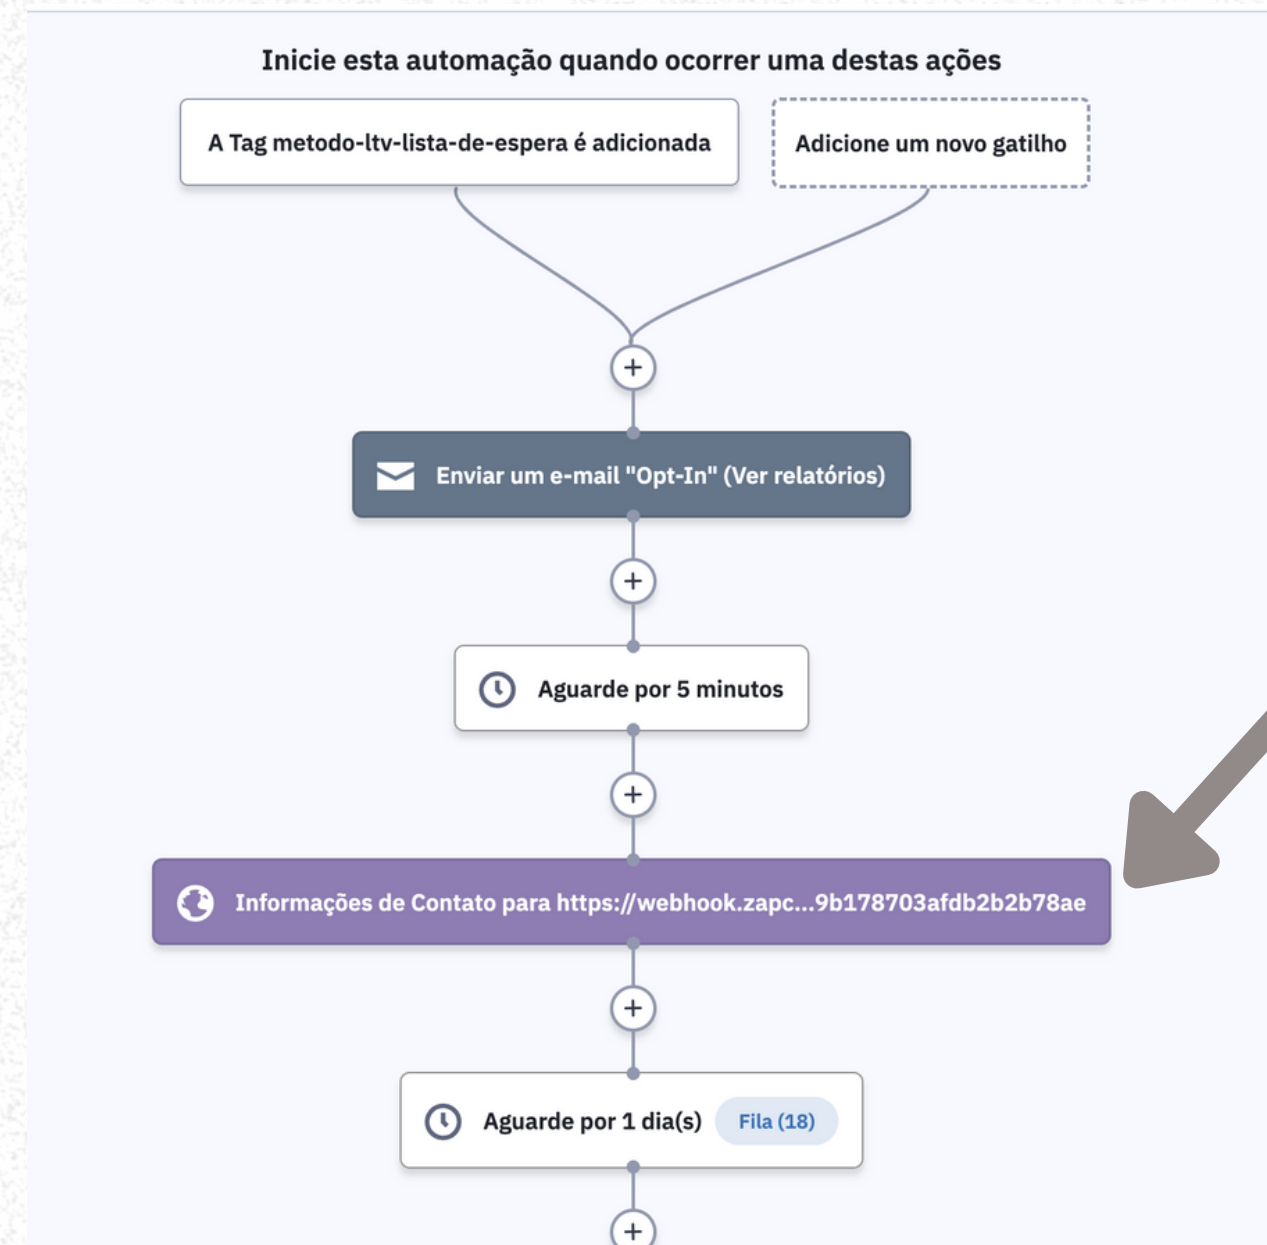 Inicie esta automação quando ocorrer uma destas ações
A Tag metodo-ltv-lista-de-espera é adicionada
Adicione um novo gatilho
Enviar um e-mail "Opt-In" (Ver relatórios)
Aguarde por 5 minutos
Informações de Contato para https://webhook.zapc...9b178703afdb2b2b78ae
Aguarde por 1 dia(s)
Fila (18)